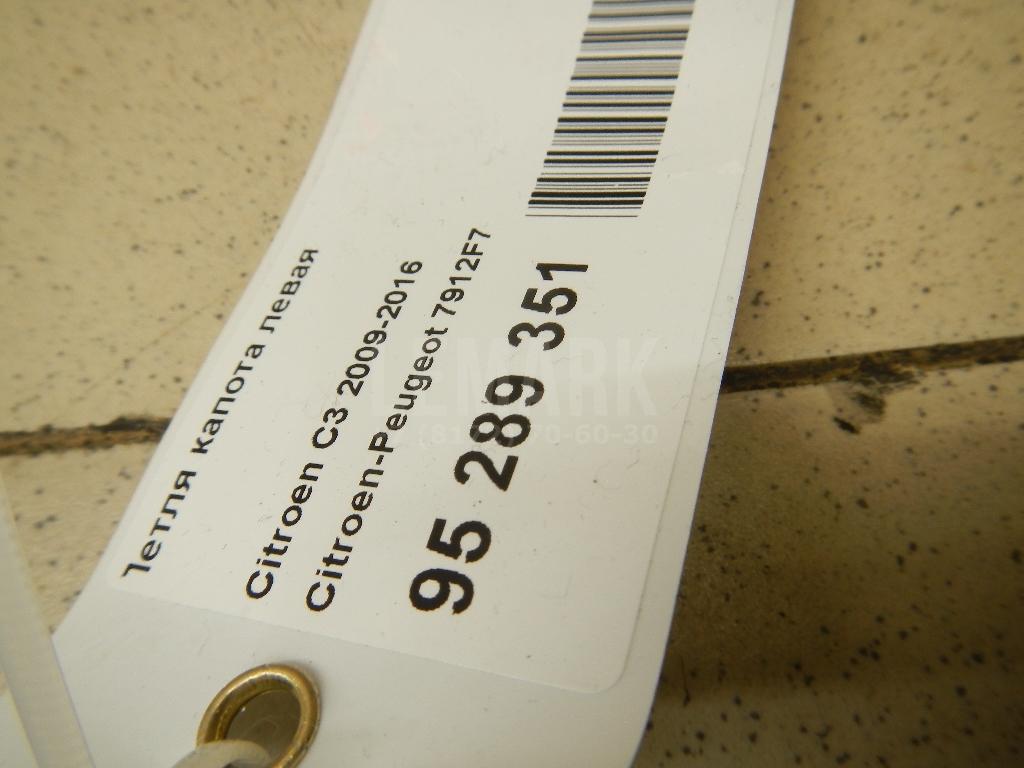 Петля капота левая
Citroen C3 2009-2016
Citroen-Peugeot 7912F7
95 289 351